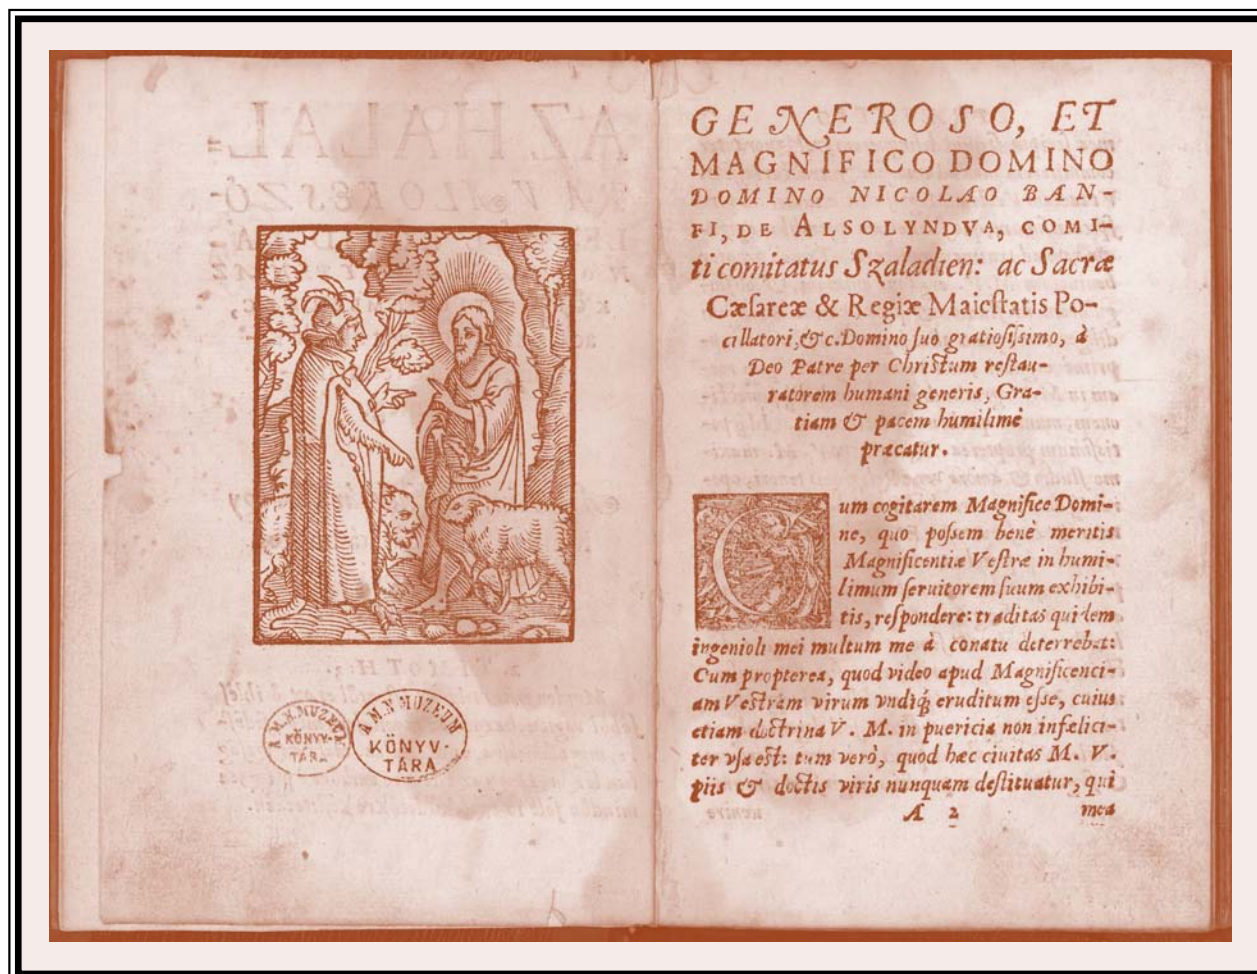 A M. N. MUZEUM
KÖNYV-
TÁRA
A M. N MUZEUM
KÖNYV-
TÁRA
GENEROSO, ET
MAGNIFICO DOMINO
DOMINO NICOLAO BAN-
FI, DE ALSOLYNDVA, COMI-
ti comitatus Szaladien: ac Sacræ
Cæsareæ & Regiæ Maieſtatis Po-
cillatori, &c. Domino ſuo gratioſiſsimo, à
Deo Patre per Chriſtum reſtau-
ratorem humani generis, Gra-
tiam & pacem humilimè
præcatur.
Cum cogitarem Magnifice Domi-
ne, quo poſsem benè meritis
Magnificentiæ Veſtræ in humi-
limum ſeruitorem ſuum exhibi-
tis, reſpondere: traditas quidem
ingenioli mei multum me à conatu deterrebat:
Cum propterea, quod video apud Magnificenci-
am Veſtram virum vndiq; eruditum eſse, cuius
etiam doctrina V. M. in puericia non infælici-
ter vſa eſt: tum verò, quod hæc ciuitas M. V.
piis & doctis viris nunquam deſtituatur, qui
A 2 mea